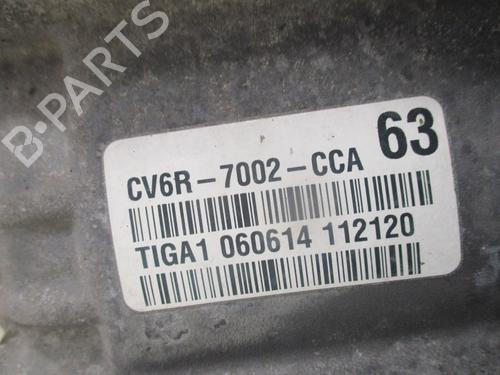 B-PARTS
63
CV6R-7002-CCA
TIGA1 060614 112120